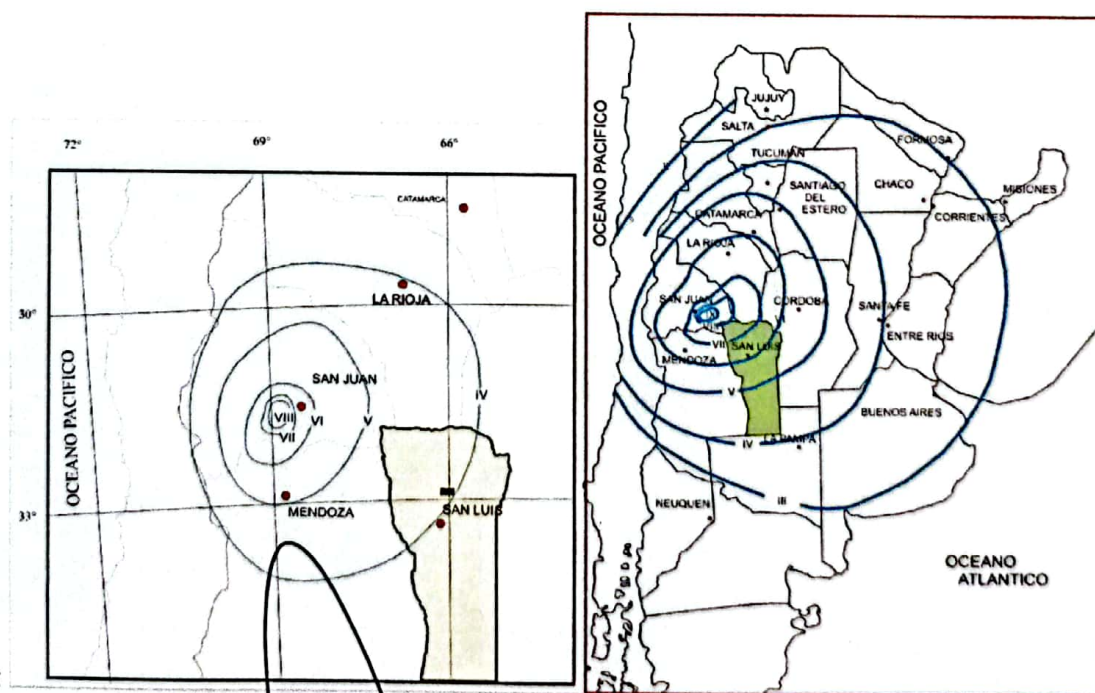 72°
69°
66°
CATAMARCA
LA RIOJA
30°
SAN JUAN
IV
VIII
VI
V
VII
OCEANO PACIFICO
MENDOZA
SAN LUIS
33°
OCEANO PACIFICO
JUJUY
SALTA
FORMOSA
TUCUMAN
CHACO
SANTIAGO
DEL
ESTERO
MISIONES
CATAMARCA
CORRIENTES
LA RIOJA
SAN JUAN
CORDOBA
SANTA FE
VI
ENTRE RIOS
VII
SAN LUIS
MENDOZA
V
BUENOS AIRES
IV
LA PAMPA
III
NEUQUEN
OCEANO
ATLANTICO